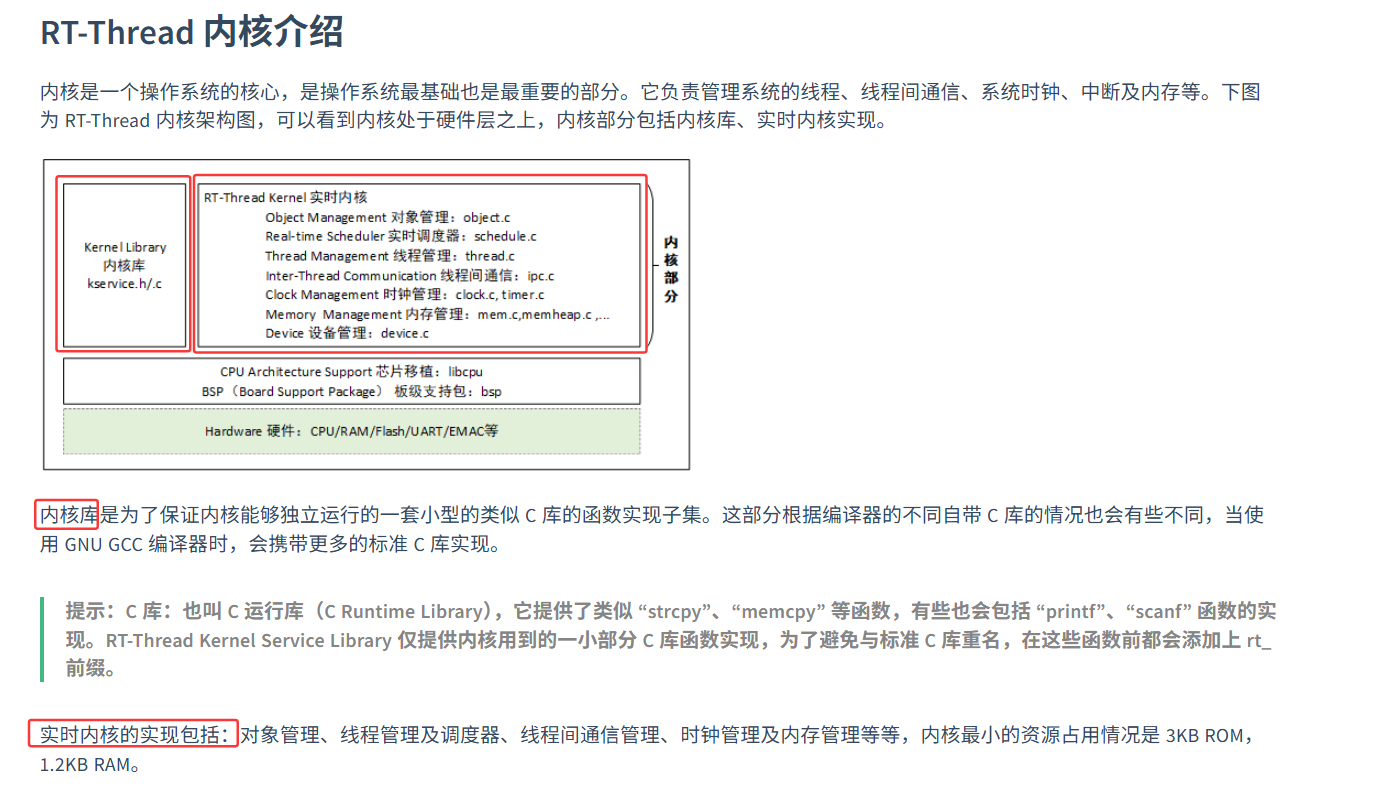 RT-Thread 内核介绍
内核是一个操作系统的核心，是操作系统最基础也是最重要的部分。它负责管理系统的线程、线程间通信、系统时钟、中断及内存等。下图
为 RT-Thread 内核架构图，可以看到内核处于硬件层之上，内核部分包括内核库、实时内核实现。
Kernel Library
内核库
kservice.h/.c
RT-Thread Kernel 实时内核
Object Management 对象管理：object.c
Real-time Scheduler 实时调度器：schedule.c
Thread Management 线程管理：thread.c
Inter-Thread Communication 线程间通信：ipc.c
Clock Management 时钟管理：clock.c, timer.c
Memory Management 内存管理：mem.c,memheap.c ,...
Device 设备管理：device.c
内核部分
CPU Architecture Support 芯片移植：libcpu
BSP（Board Support Package） 板级支持包：bsp
Hardware 硬件：CPU/RAM/Flash/UART/EMAC等
内核库是为了保证内核能够独立运行的一套小型的类似 C 库的函数实现子集。这部分根据编译器的不同自带 C 库的情况也会有些不同，当使
用 GNU GCC 编译器时，会携带更多的标准 C 库实现。
提示：C 库：也叫 C 运行库（C Runtime Library），它提供了类似 “strcpy”、“memcpy” 等函数，有些也会包括 “printf”、“scanf” 函数的实
现。RT-Thread Kernel Service Library 仅提供内核用到的一小部分 C 库函数实现，为了避免与标准 C 库重名，在这些函数前都会添加上 rt_
前缀。
实时内核的实现包括：对象管理、线程管理及调度器、线程间通信管理、时钟管理及内存管理等等，内核最小的资源占用情况是 3KB ROM，
1.2KB RAM。